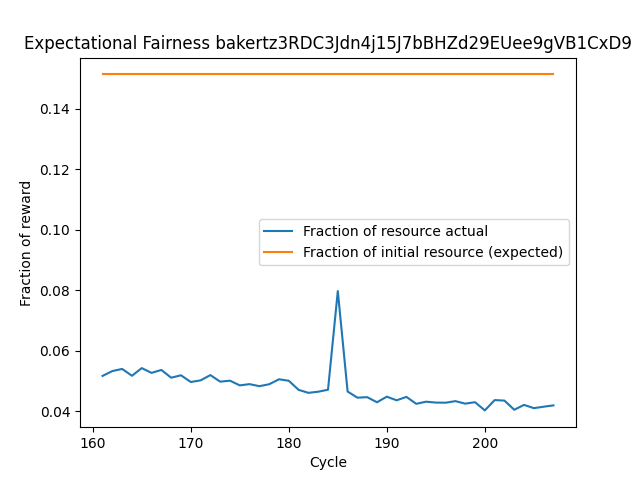 Expectational Fairness bakertz3RDC3Jdn4j15J7bBHZd29EUee9gVB1CxD9
0.14
0.12
0.10
0.08
0.06
0.04
Fraction of reward
Fraction of resource actual
Fraction of initial resource (expected)
160
170
180
190
200
Cycle